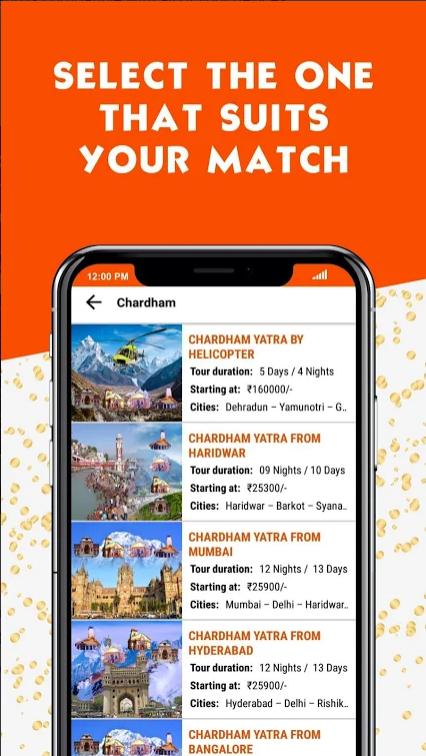 SELECT THE ONE
THAT SUITS
YOUR MATCH
12:00 PM
Chardham
CHARDHAM YATRA BY
HELICOPTER
Tour duration: 5 Days / 4 Nights
Starting at: ₹160000/-
Cities: Dehradun – Yamunotri – G..
CHARDHAM YATRA FROM
HARIDWAR
Tour duration: 09 Nights / 10 Days
Starting at: ₹25300/-
Cities: Haridwar – Barkot – Syana..
CHARDHAM YATRA FROM
MUMBAI
Tour duration: 12 Nights / 13 Days
Starting at: ₹25900/-
Cities: Mumbai – Delhi – Haridwar..
CHARDHAM YATRA FROM
HYDERABAD
Tour duration: 12 Nights / 13 Days
Starting at: ₹25900/-
Cities: Hyderabad – Delhi – Rishik..
CHARDHAM YATRA FROM
BANGALORE